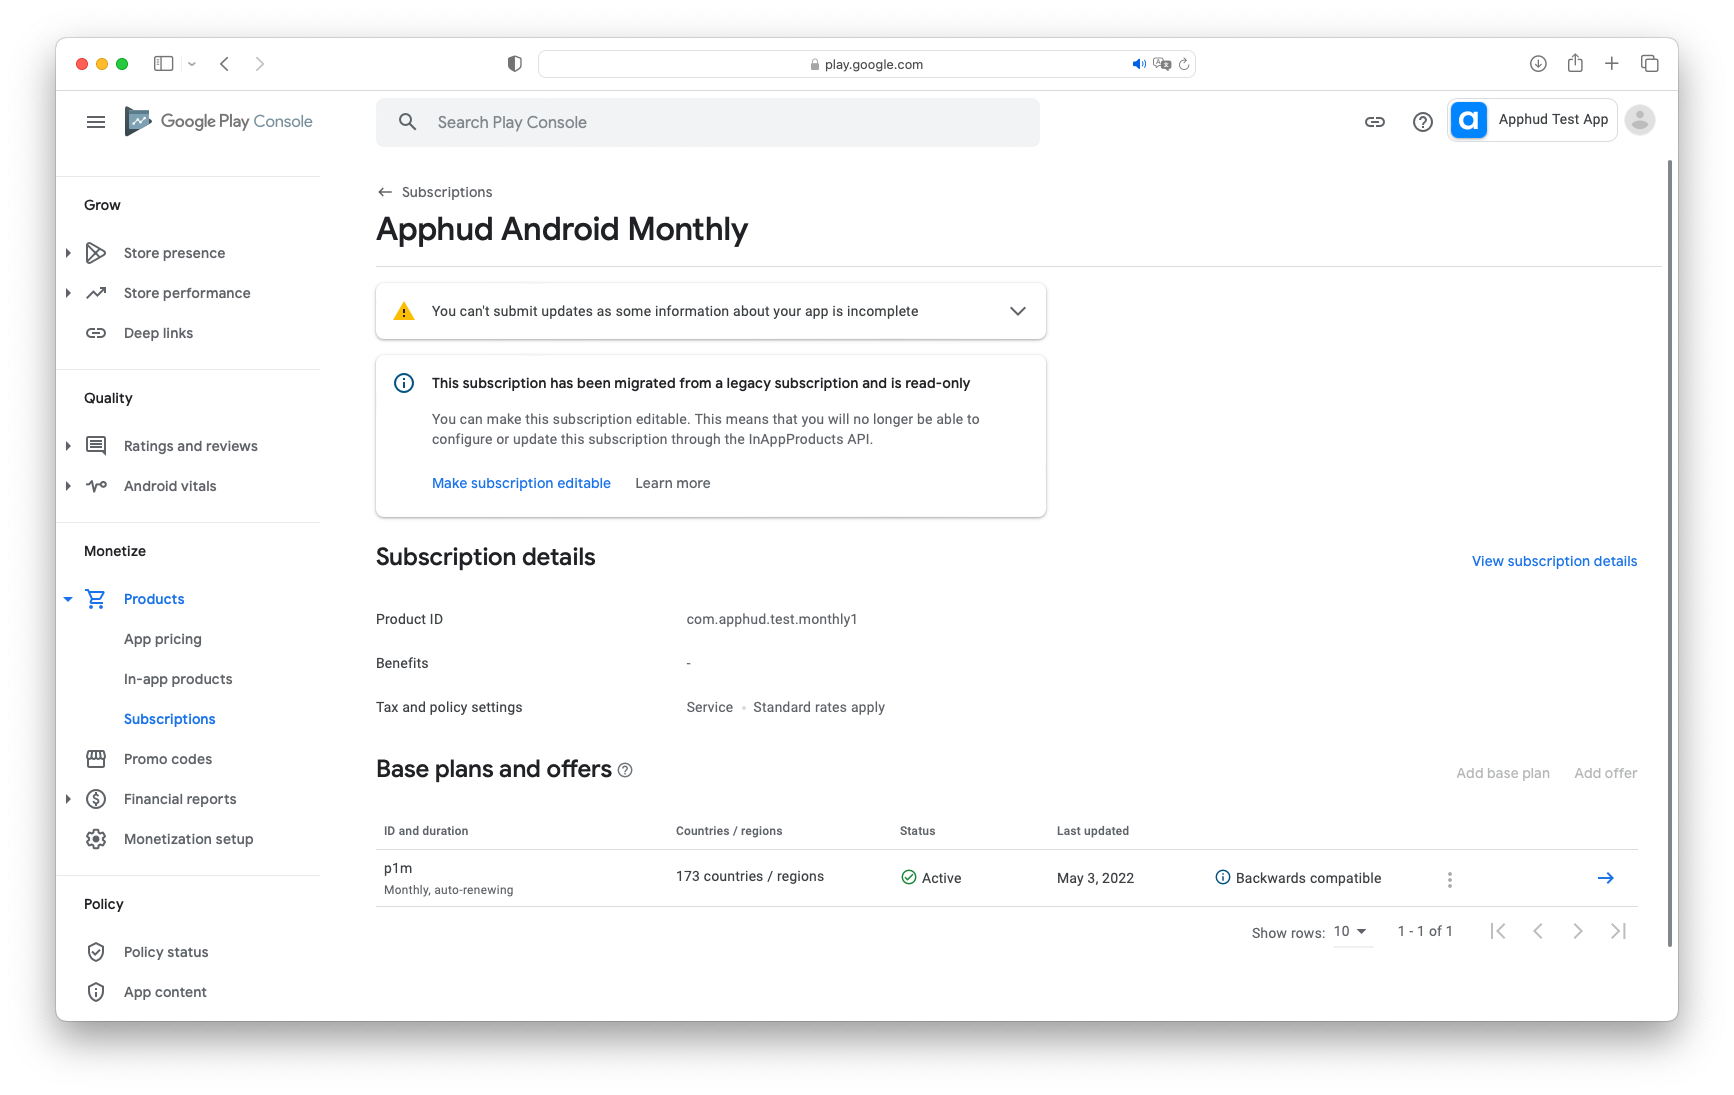 play.google.com
Google Play Console
Search Play Console
a
Apphud Test App
Grow
Store presence
Store performance
Deep links
Quality
Ratings and reviews
Android vitals
Monetize
Products
App pricing
In-app products
Subscriptions
Promo codes
Financial reports
Monetization setup
Policy
Policy status
App content
Subscriptions
Apphud Android Monthly
You can't submit updates as some information about your app is incomplete
This subscription has been migrated from a legacy subscription and is read-only
You can make this subscription editable. This means that you will no longer be able to
configure or update this subscription through the InAppProducts API.
Make subscription editable Learn more
Subscription details
View subscription details
Product ID com.apphud.test.monthly1
Benefits -
Tax and policy settings Service • Standard rates apply
Base plans and offers
Add base plan Add offer
ID and duration Countries / regions Status Last updated
p1m
Monthly, auto-renewing
173 countries / regions Active May 3, 2022 Backwards compatible
Show rows: 10 1 - 1 of 1